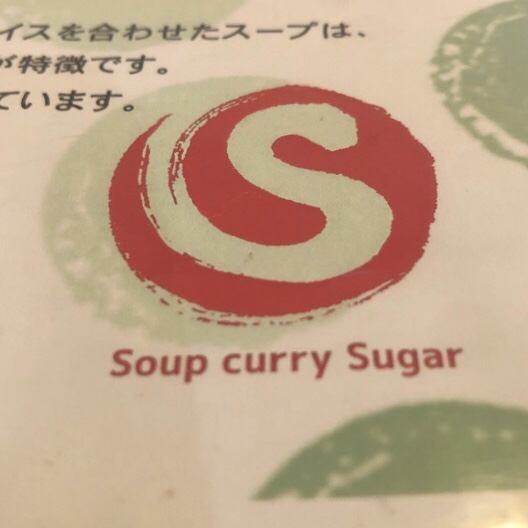 イスを合わせたスープは、
が特徴です。
ています。
S
Soup curry Sugar